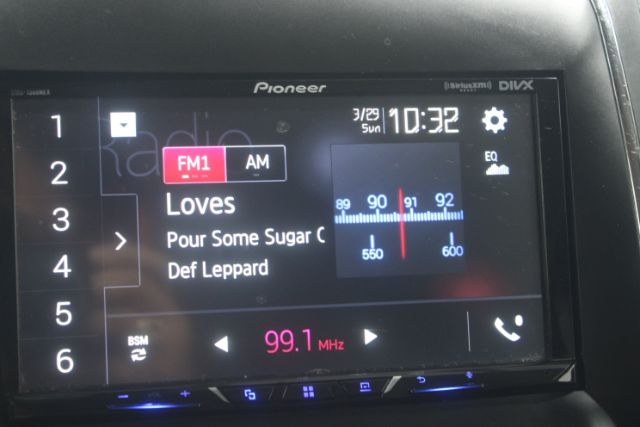 Pioneer
SiriusXM
READY
DIVX
3/29
Sun
10:32
Radio
1
2
3
4
5
6
FM1
AM
EQ
Loves
Pour Some Sugar
Def Leppard
89 90 91 92
550 600
BSM
99.1 MHz